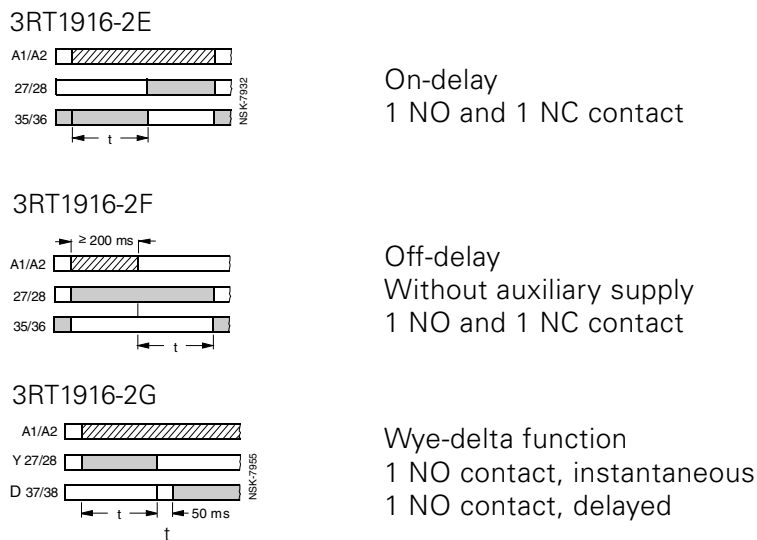 3RT1916-2E
A1/A2
27/28
35/36
t
NSK-7932
On-delay
1 NO and 1 NC contact
3RT1916-2F
≥ 200 ms
A1/A2
27/28
35/36
t
Off-delay
Without auxiliary supply
1 NO and 1 NC contact
3RT1916-2G
A1/A2
Y 27/28
D 37/38
t
50 ms
t
NSK-7955
Wye-delta function
1 NO contact, instantaneous
1 NO contact, delayed